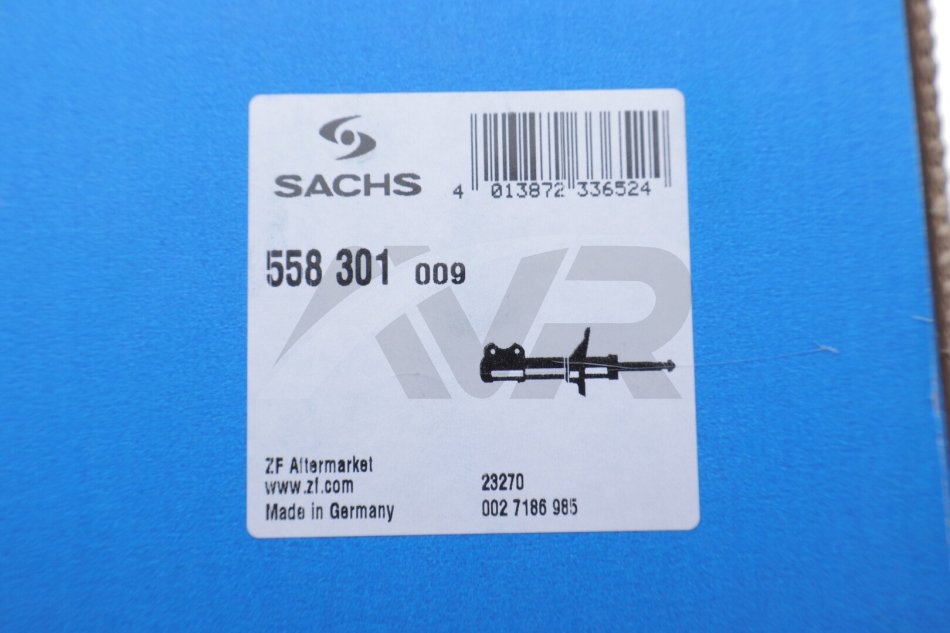 SACHS
4 013872 336524
558 301 009
KVR
ZF Aftermarket
www.zf.com
Made in Germany
23270
002 7186 985